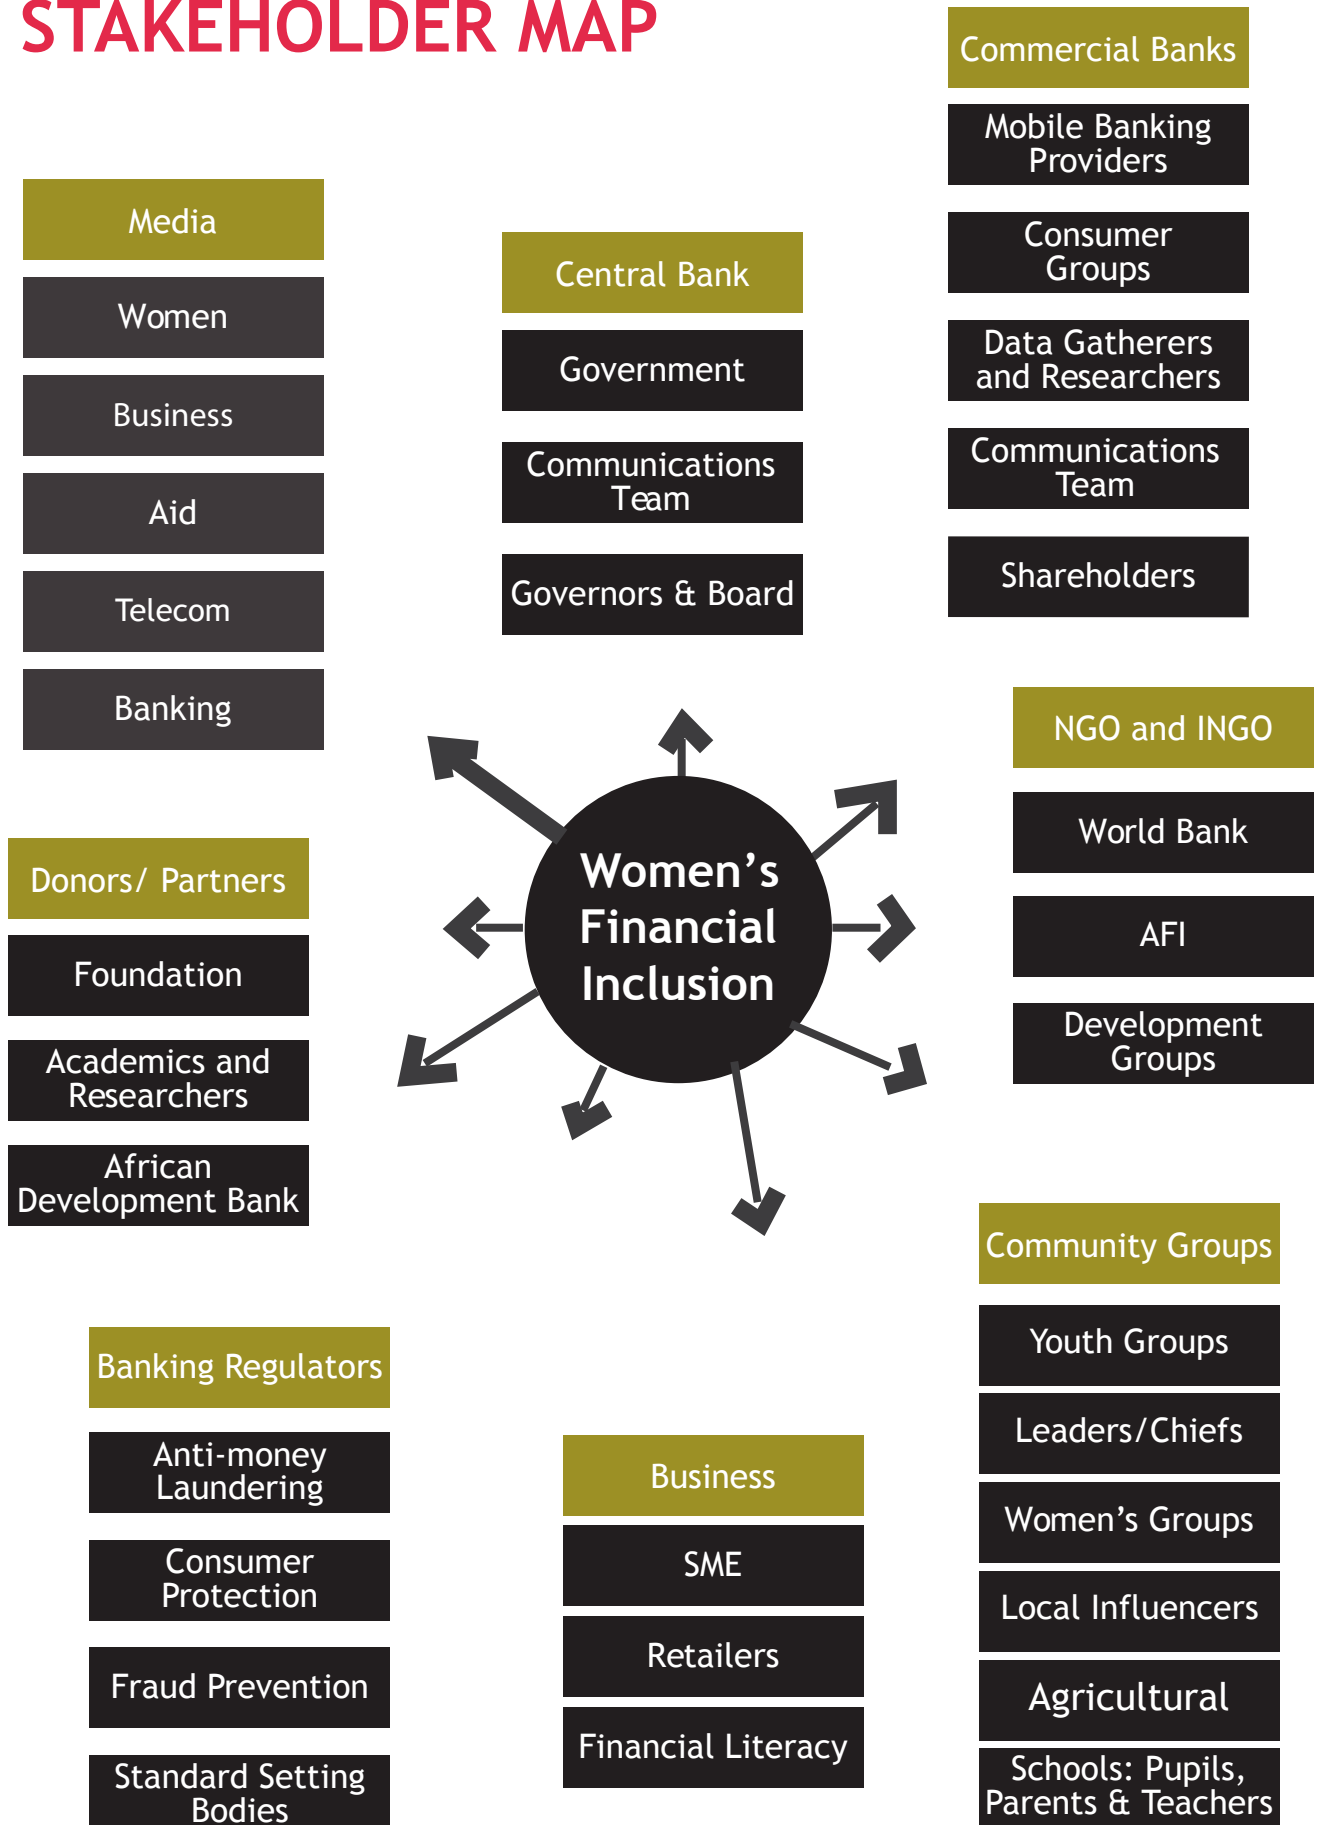 STAKEHOLDER MAP
Commercial Banks
Mobile Banking
Providers
Consumer
Groups
Data Gatherers
and Researchers
Communications
Team
Shareholders
Media
Women
Business
Aid
Telecom
Banking
Central Bank
Government
Communications
Team
Governors & Board
NGO and INGO
World Bank
AFI
Development
Groups
Women’s
Financial
Inclusion
Donors/ Partners
Foundation
Academics and
Researchers
African
Development Bank
Community Groups
Youth Groups
Leaders/Chiefs
Women’s Groups
Local Influencers
Agricultural
Schools: Pupils,
Parents & Teachers
Banking Regulators
Anti-money
Laundering
Consumer
Protection
Fraud Prevention
Standard Setting
Bodies
Business
SME
Retailers
Financial Literacy